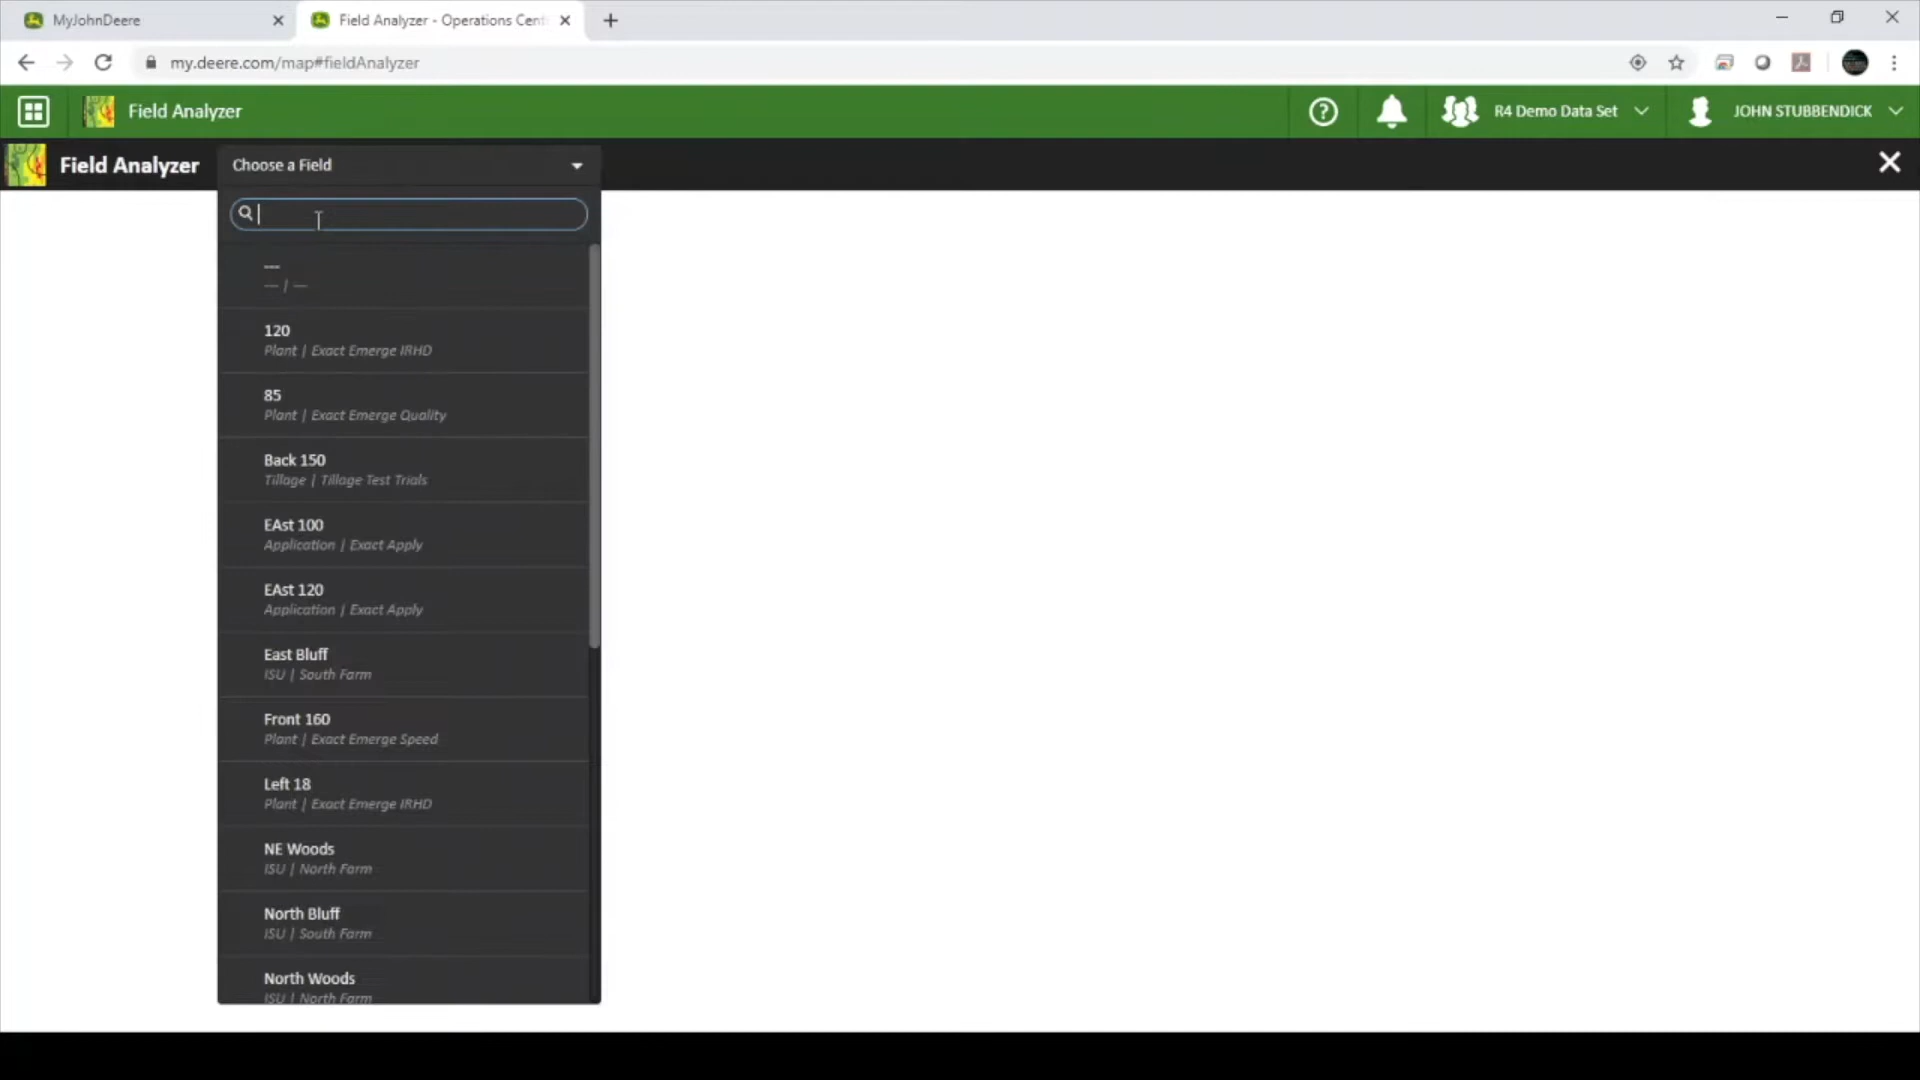 MyJohnDeere
Field Analyzer - Operations Cent
my.deere.com/map#fieldAnalyzer
Field Analyzer
R4 Demo Data Set
JOHN STUBBENDICK
Field Analyzer
Choose a Field
---
--- / ---
120
Plant | Exact Emerge IRHD
85
Plant | Exact Emerge Quality
Back 150
Tillage | Tillage Test Trials
EAst 100
Application | Exact Apply
EAst 120
Application | Exact Apply
East Bluff
ISU | South Farm
Front 160
Plant | Exact Emerge Speed
Left 18
Plant | Exact Emerge IRHD
NE Woods
ISU | North Farm
North Bluff
ISU | South Farm
North Woods
ISU | North Farm